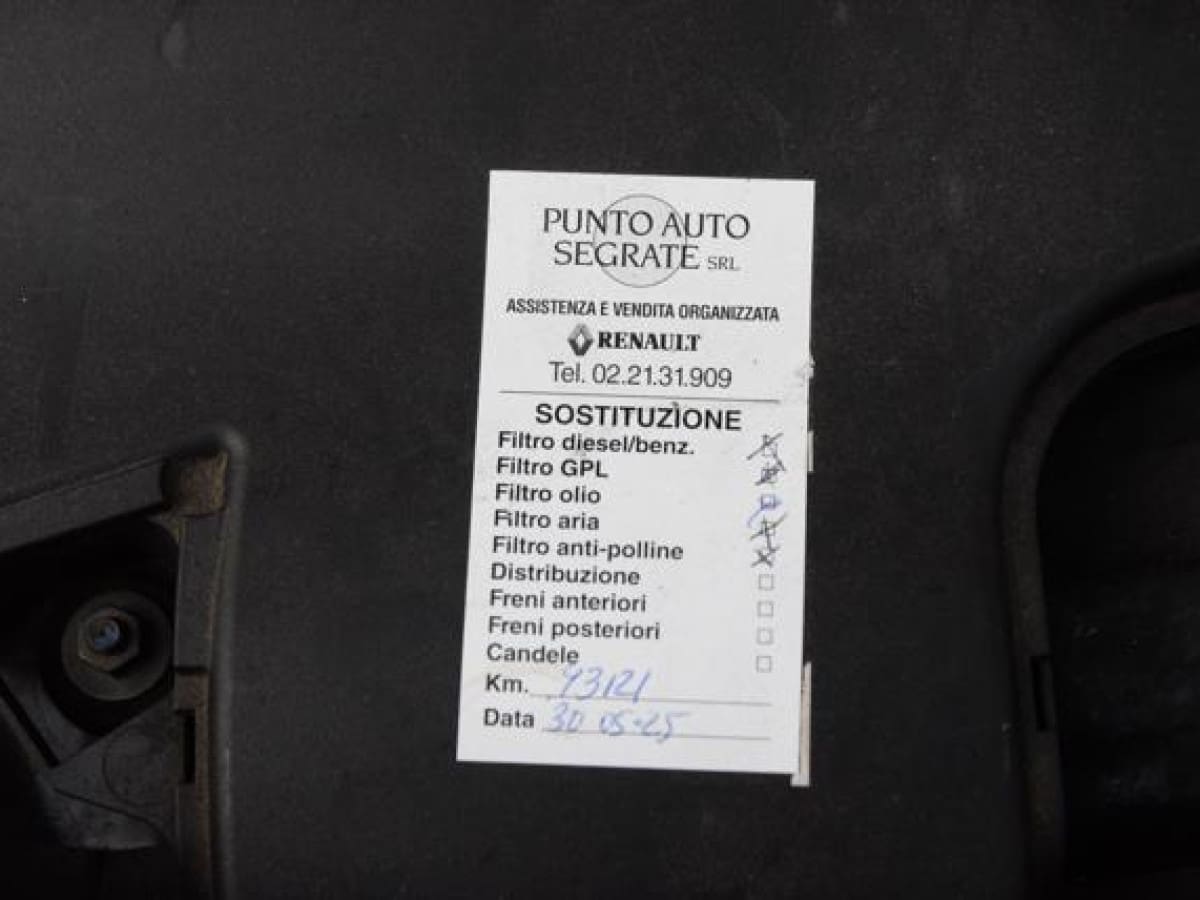 PUNTO AUTO
SEGRATE SRL
ASSISTENZA E VENDITA ORGANIZZATA
RENAULT
Tel. 02.21.31.909
SOSTITUZIONE
Filtro diesel/benz.
Filtro GPL
Filtro olio
Filtro aria
Filtro anti-polline
Distribuzione
Freni anteriori
Freni posteriori
Candele
Km.
Data 30 05-25